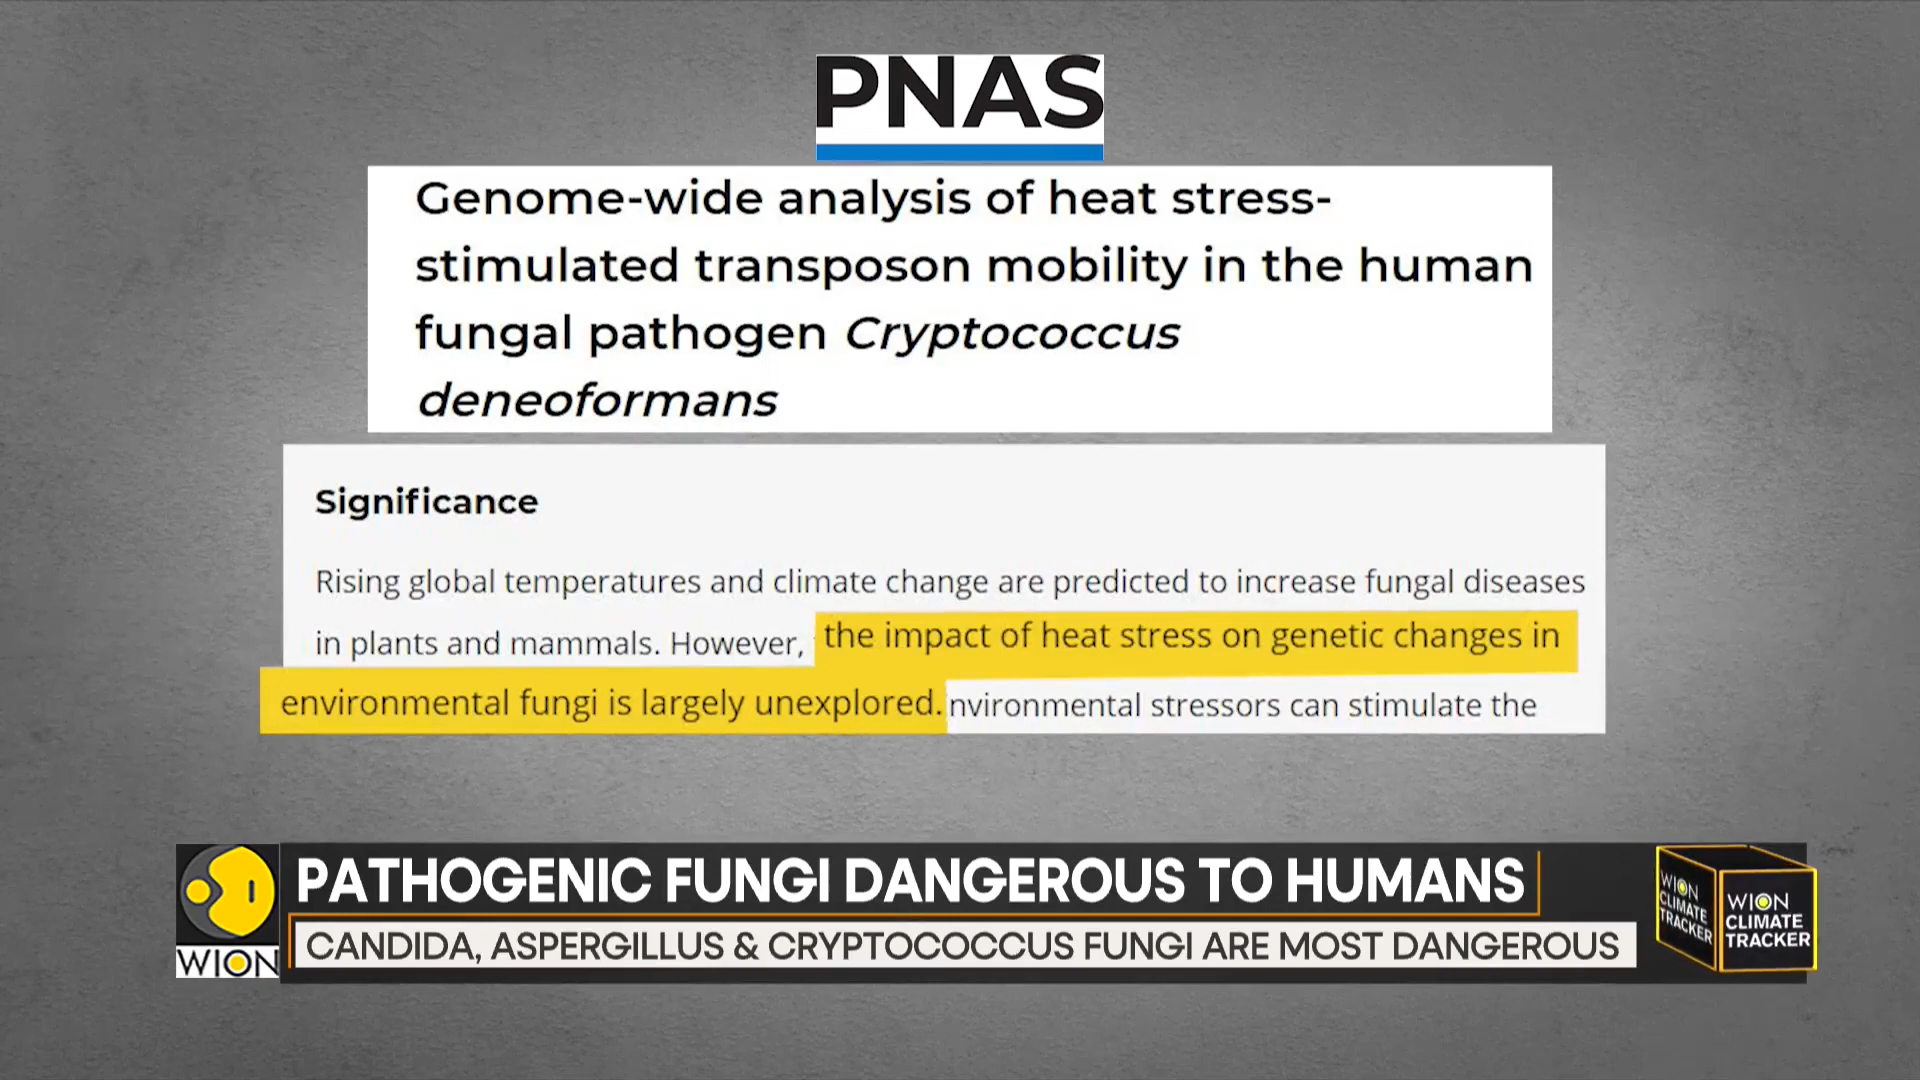 PNAS
Genome-wide analysis of heat stress-
stimulated transposon mobility in the human
fungal pathogen Cryptococcus
deneoformans
Significance
Rising global temperatures and climate change are predicted to increase fungal diseases
in plants and mammals. However, the impact of heat stress on genetic changes in
environmental fungi is largely unexplored. nvironmental stressors can stimulate the
PATHOGENIC FUNGI DANGEROUS TO HUMANS
CANDIDA, ASPERGILLUS & CRYPTOCOCCUS FUNGI ARE MOST DANGEROUS
WION
WION
CLIMATE
TRACKER
WION
CLIMATE
TRACKER